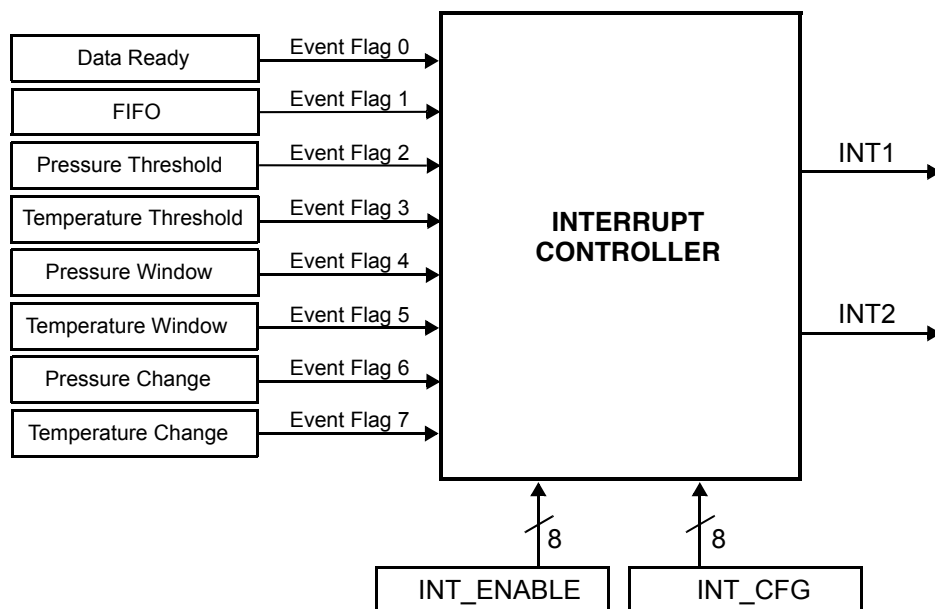 Data Ready
Event Flag 0
FIFO
Event Flag 1
Pressure Threshold
Event Flag 2
Temperature Threshold
Event Flag 3
Pressure Window
Event Flag 4
Temperature Window
Event Flag 5
Pressure Change
Event Flag 6
Temperature Change
Event Flag 7
INTERRUPT
CONTROLLER
INT1
INT2
8
8
INT_ENABLE
INT_CFG